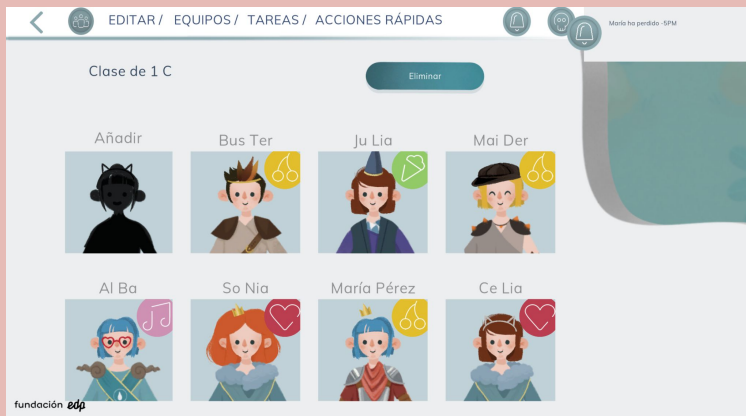 EDITAR / EQUIPOS / TAREAS / ACCIONES RÁPIDAS
María ha perdido -5PM
Clase de 1 C
Eliminar
Añadir
Bus Ter
Ju Lia
Mai Der
Al Ba
So Nia
María Pérez
Ce Lia
fundación edp